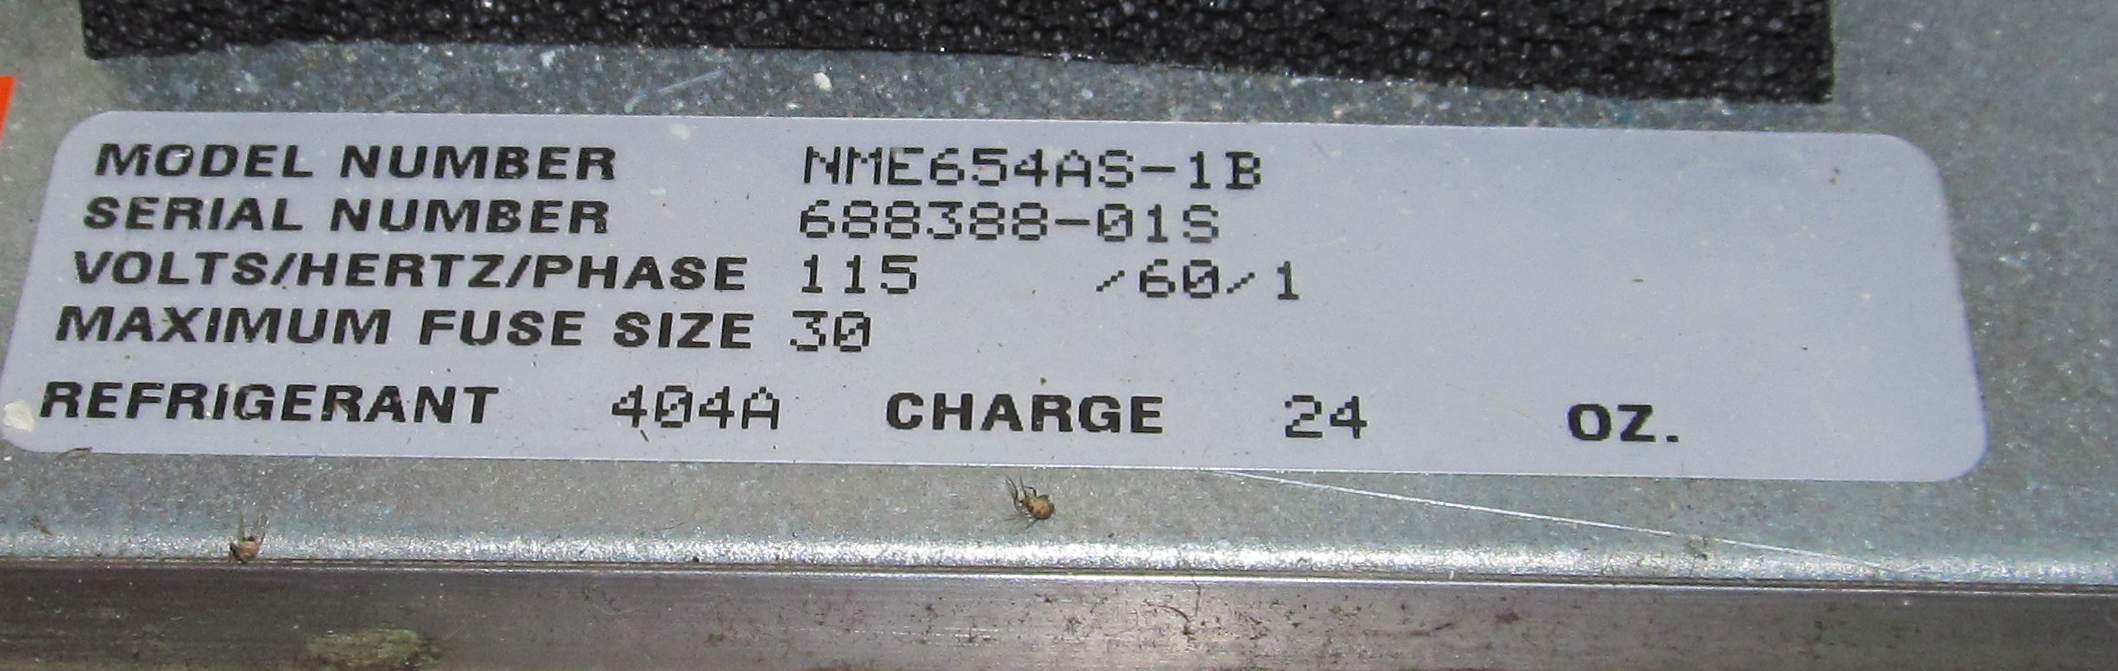 MODEL NUMBER NME654AS-1B
SERIAL NUMBER 688388-01S
VOLTS/HERTZ/PHASE 115 /60/1
MAXIMUM FUSE SIZE 30
REFRIGERANT 404A CHARGE 24 OZ.